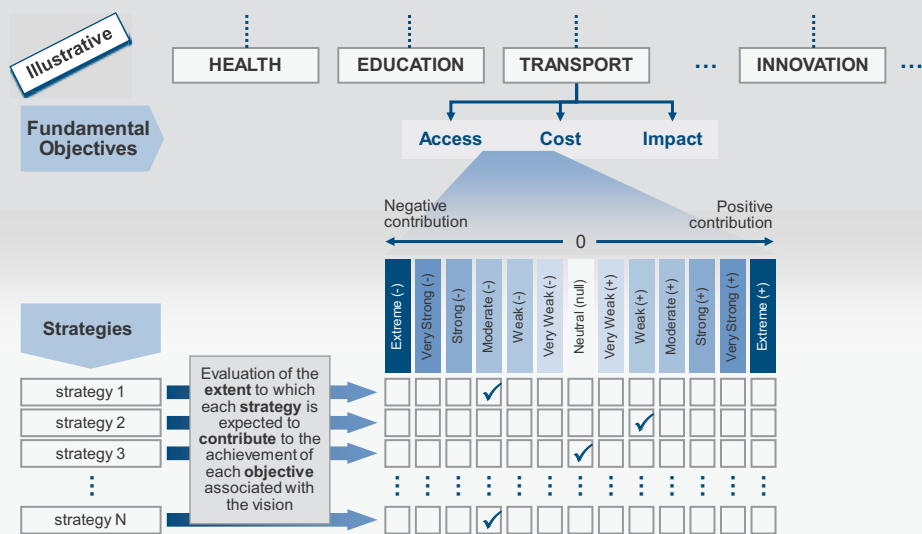 Illustrative
HEALTH
EDUCATION
TRANSPORT
...
INNOVATION
...
Fundamental
Objectives
Access
Cost
Impact
Negative
contribution
Positive
contribution
0
Extreme (-)
Very Strong (-)
Strong (-)
Moderate (-)
Weak (-)
Very Weak (-)
Neutral (null)
Very Weak (+)
Weak (+)
Moderate (+)
Strong (+)
Very Strong (+)
Extreme (+)
Strategies
strategy 1
strategy 2
strategy 3
strategy N
Evaluation of the
extent to which
each strategy is
expected to
contribute to the
achievement of
each objective
associated with
the vision